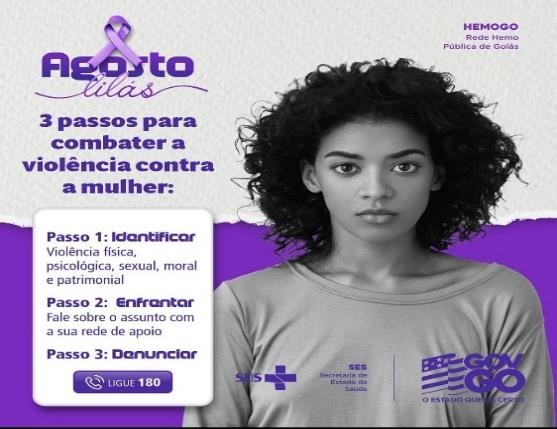 Agosto
lilás
HEMOGO
Rede Hemo
Pública de Goiás
3 passos para
combater a
violência contra
a mulher:
Passo 1: Identificar
Violência física,
psicológica, sexual, moral
e patrimonial
Passo 2: Enfrentar
Fale sobre o assunto com
a sua rede de apoio
Passo 3: Denunciar
LIGUE 180
SUS
SES
Secretaria de
Estado da
Saúde
GOV
GO
O ESTADO QUE DÁ CERTO